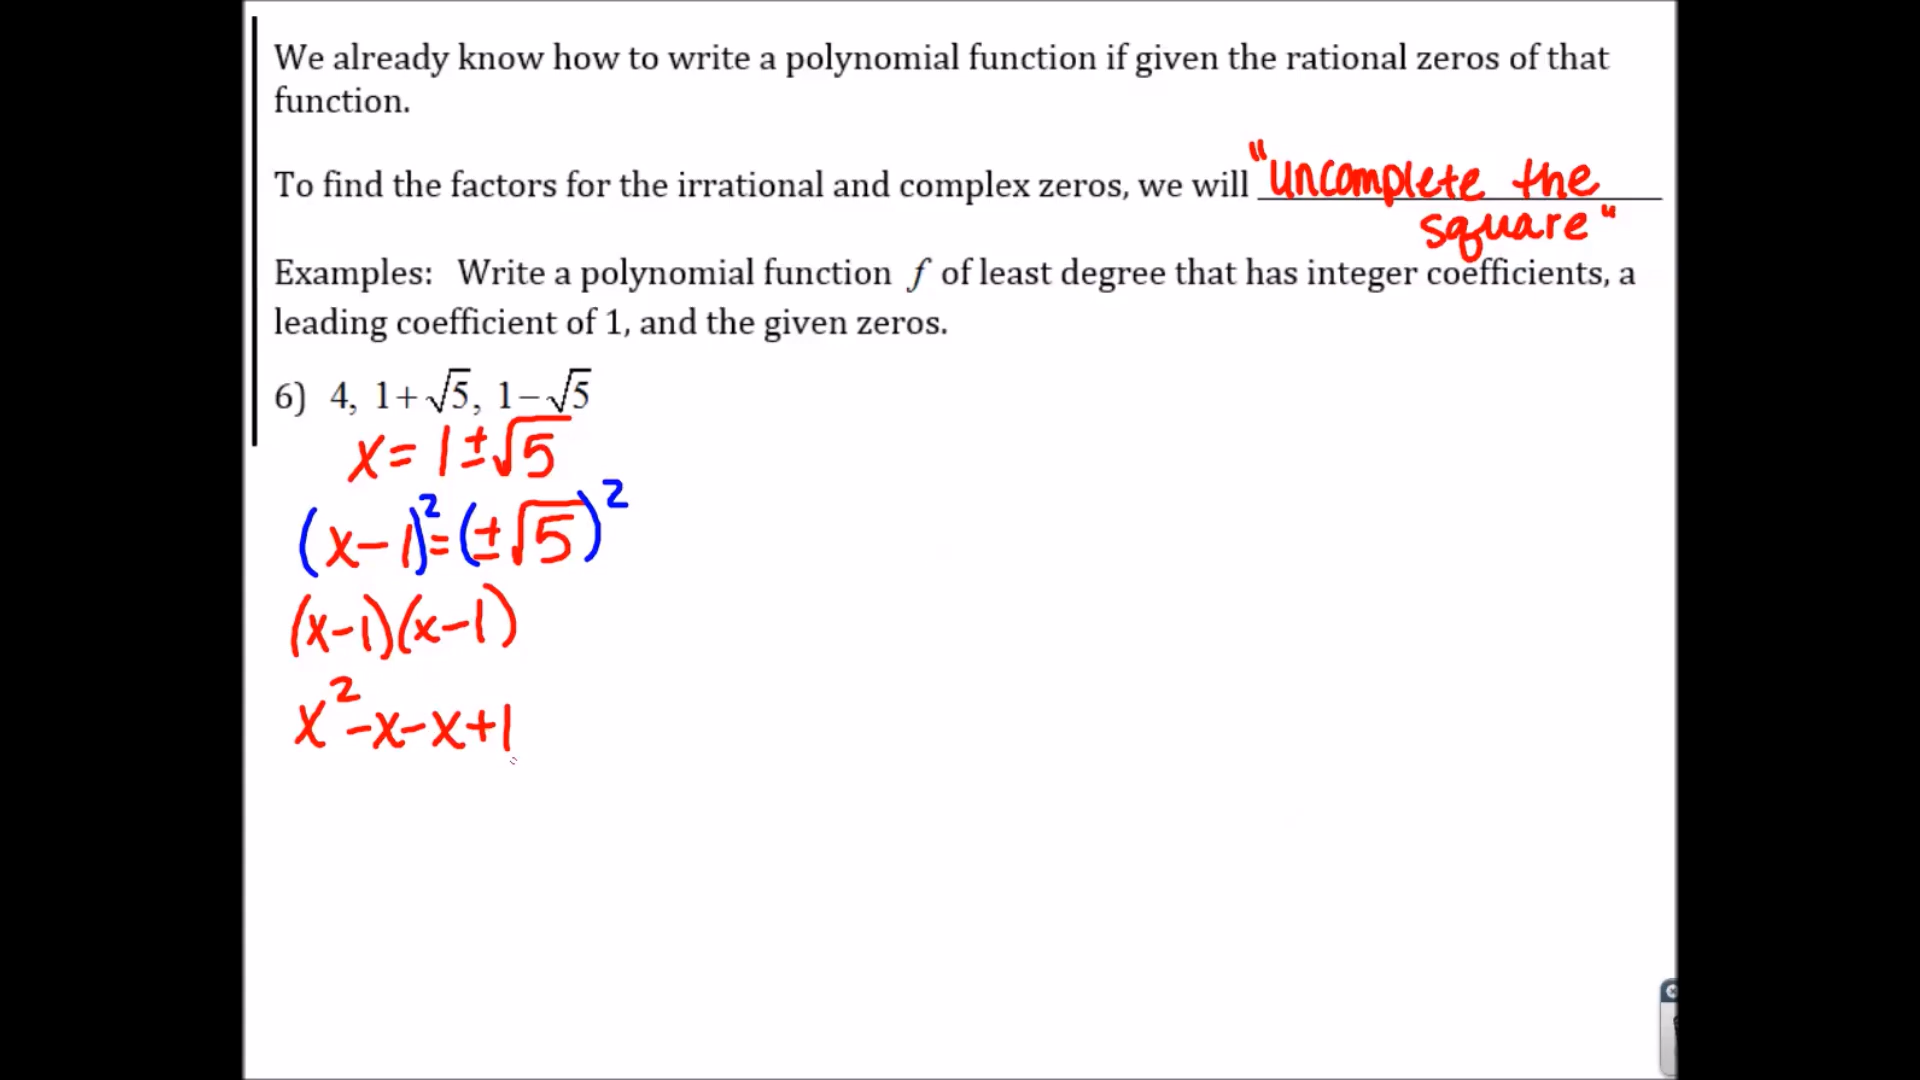 We already know how to write a polynomial function if given the rational zeros of that
function.
To find the factors for the irrational and complex zeros, we will "uncomplete the
square"
Examples: Write a polynomial function f of least degree that has integer coefficients, a
leading coefficient of 1, and the given zeros.
6) 4, 1+√5, 1−√5
x = 1±√5
(x−1)²=(±√5)²
(x−1)(x−1)
x²−x−x+1